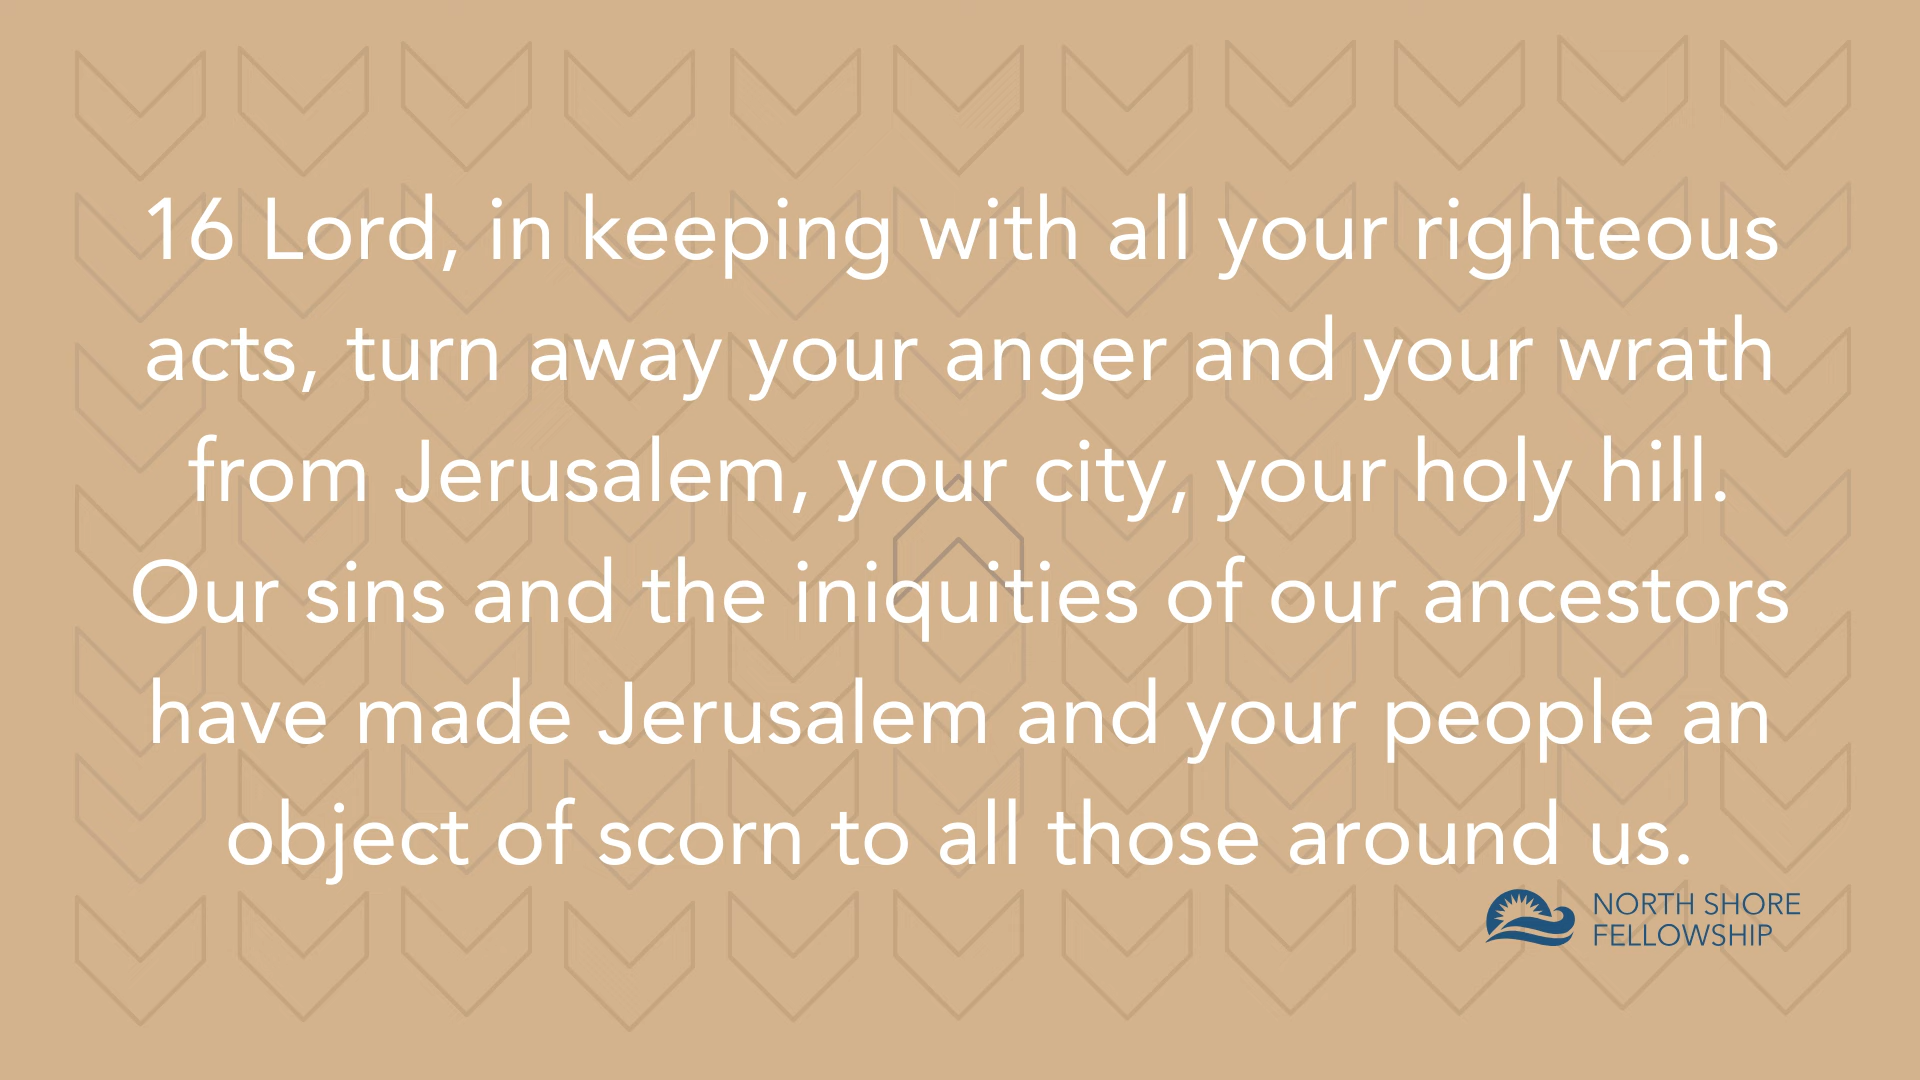 16 Lord, in keeping with all your righteous
acts, turn away your anger and your wrath
from Jerusalem, your city, your holy hill.
Our sins and the iniquities of our ancestors
have made Jerusalem and your people an
object of scorn to all those around us.
NORTH SHORE
FELLOWSHIP